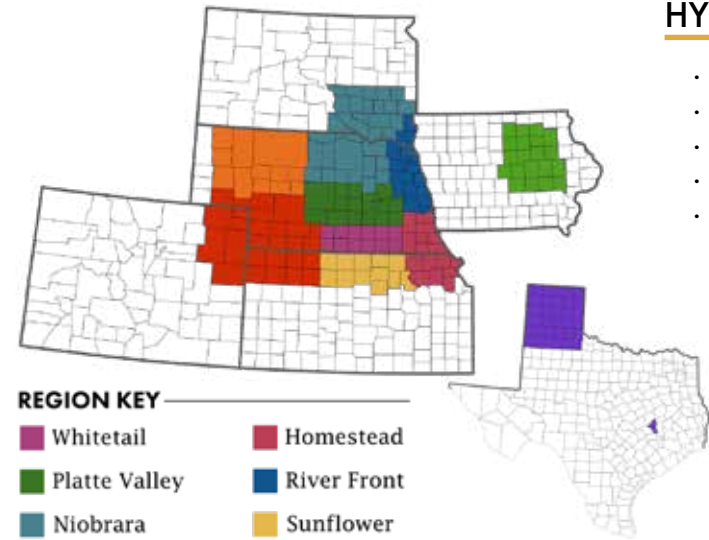 HY
REGION KEY
Whitetail
Homestead
Platte Valley
River Front
Niobrara
Sunflower